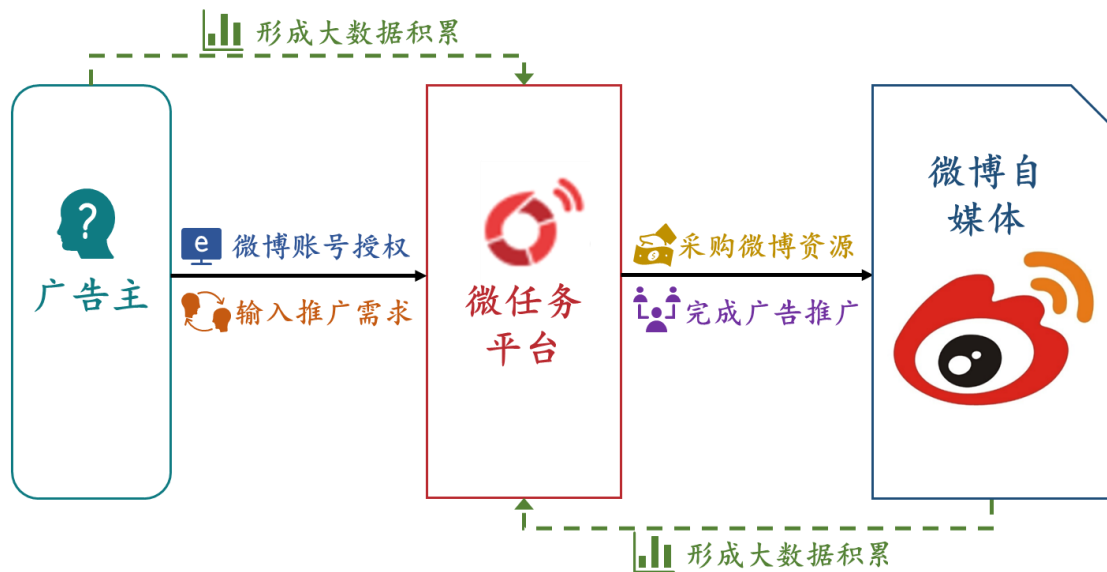 形成大数据积累
广告主
?
e 微博账号授权
输入推广需求
微任务
平台
采购微博资源
$
完成广告推广
微博自
媒体
形成大数据积累